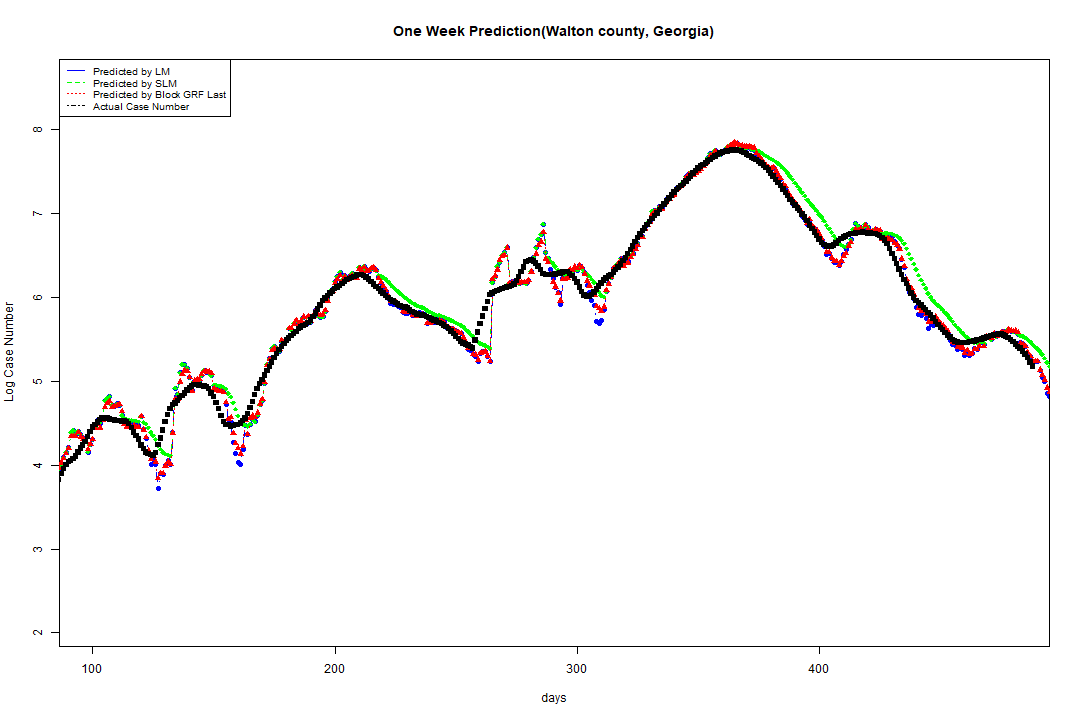 One Week Prediction(Walton county, Georgia)
Predicted by LM
Predicted by SLM
Predicted by Block GRF Last
Actual Case Number
Log Case Number
8
7
6
5
4
3
2
100 200 300 400
days